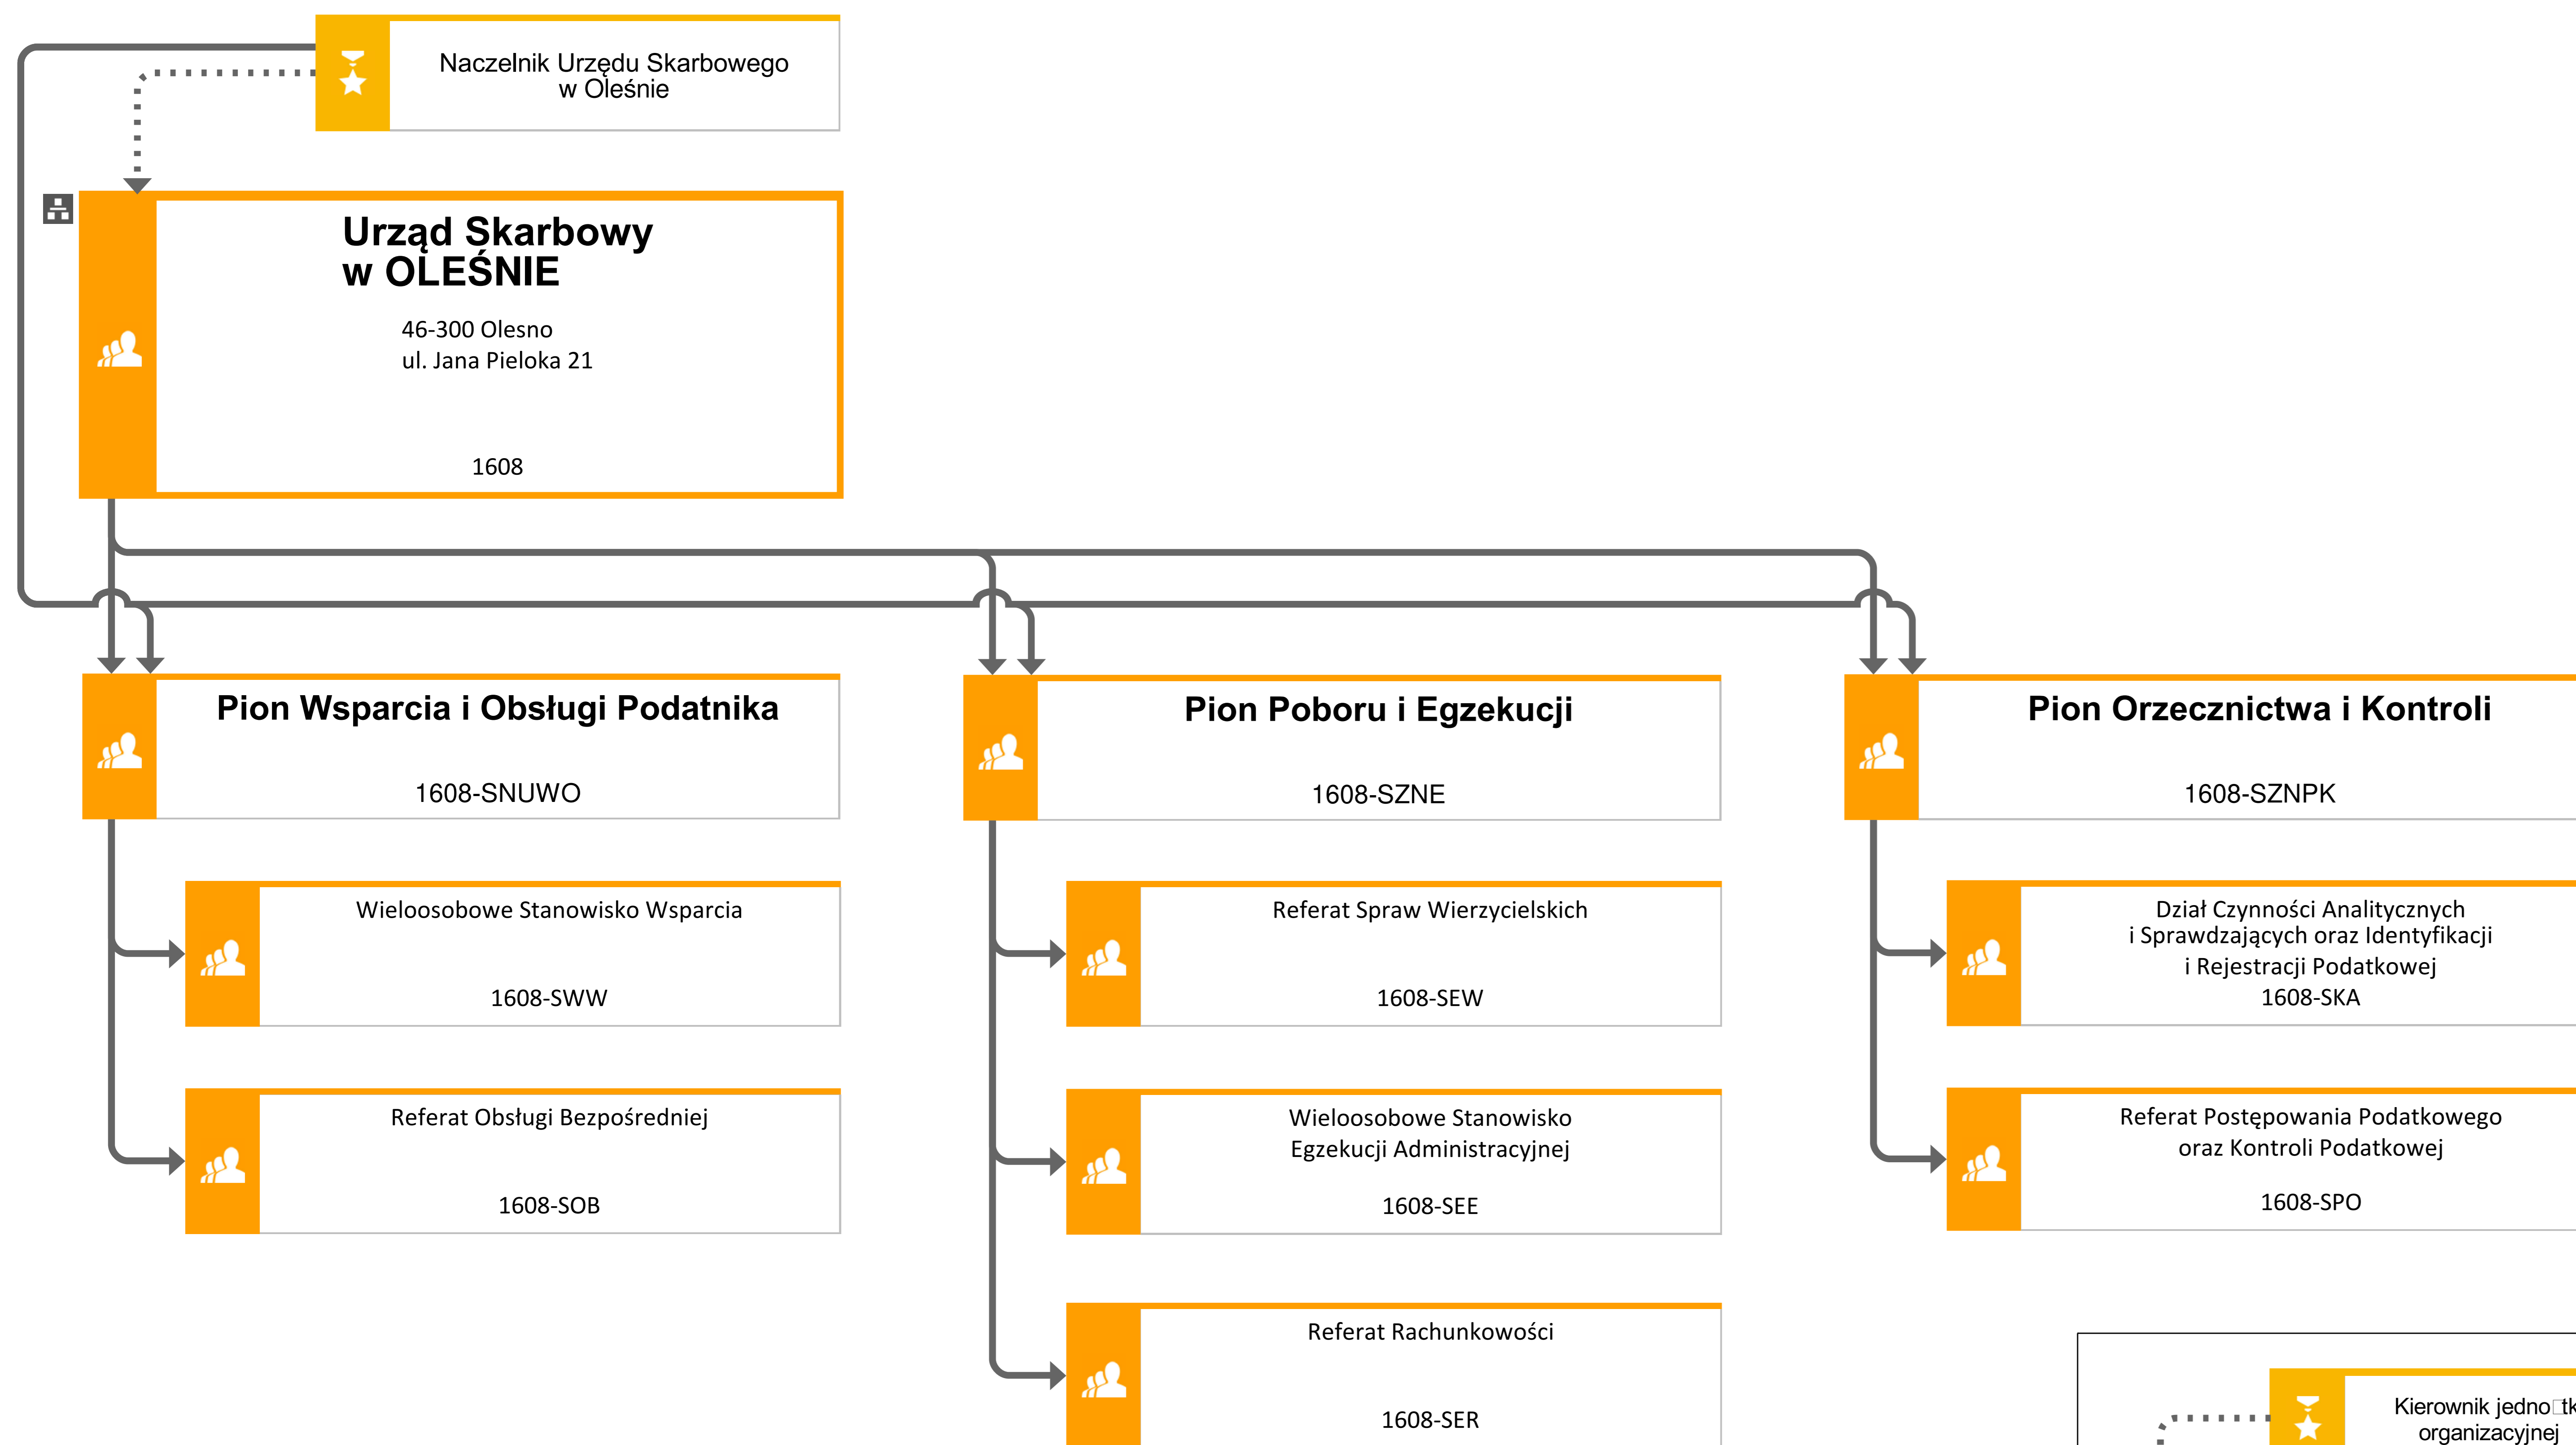 Naczelnik Urzędu Skarbowego
w Oleśnie
Urząd Skarbowy
w OLEŚNIE
46-300 Olesno
ul. Jana Pieloka 21
1608
Pion Wsparcia i Obsługi Podatnika
1608-SNUWO
Wieloosobowe Stanowisko Wsparcia
1608-SWW
Referat Obsługi Bezpośredniej
1608-SOB
Pion Poboru i Egzekucji
1608-SZNE
Referat Spraw Wierzycielskich
1608-SEW
Wieloosobowe Stanowisko
Egzekucji Administracyjnej
1608-SEE
Referat Rachunkowości
1608-SER
Pion Orzecznictwa i Kontroli
1608-SZNPK
Dział Czynności Analitycznych
i Sprawdzających oraz Identyfikacji
i Rejestracji Podatkowej
1608-SKA
Referat Postępowania Podatkowego
oraz Kontroli Podatkowej
1608-SPO
Kierownik
organizacyjnej